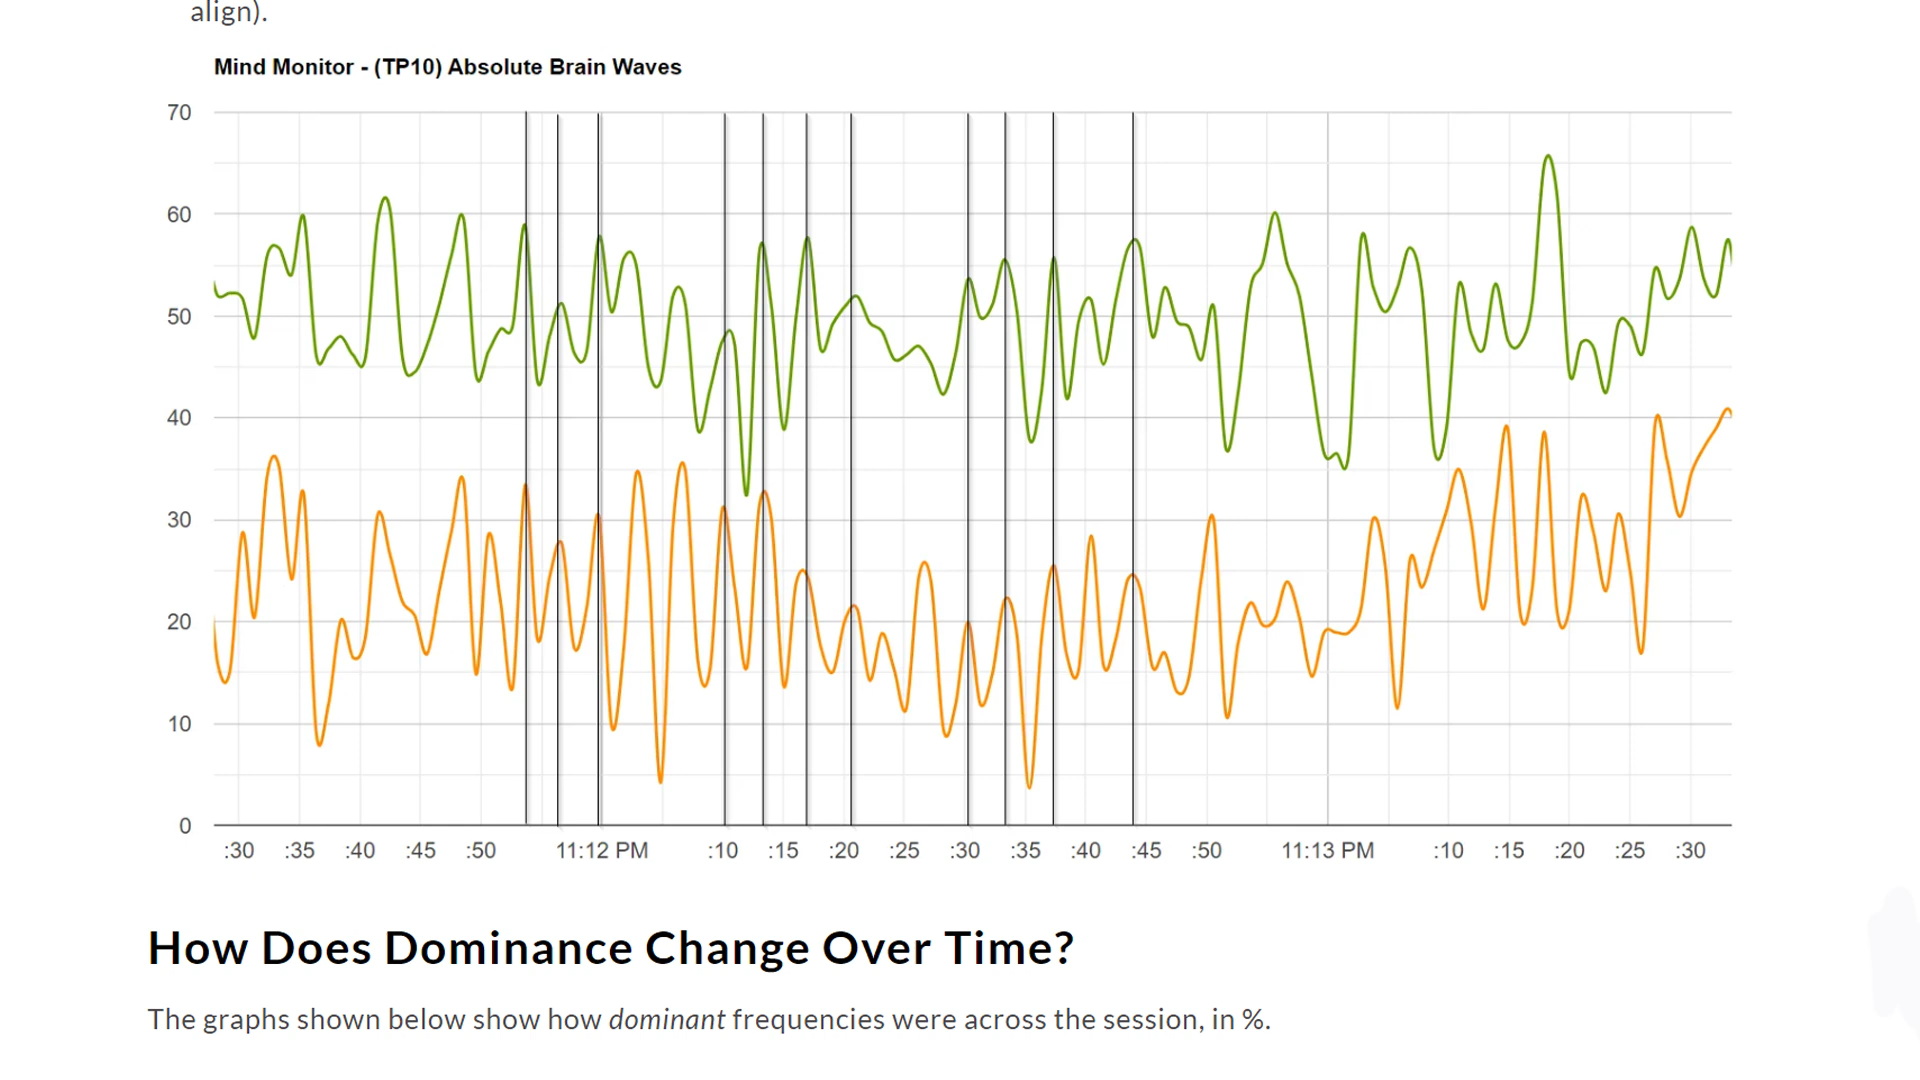 align).
Mind Monitor - (TP10) Absolute Brain Waves
70
60
50
40
30
20
10
0
:30 :35 :40 :45 :50 11:12 PM :10 :15 :20 :25 :30 :35 :40 :45 :50 11:13 PM :10 :15 :20 :25 :30
How Does Dominance Change Over Time?
The graphs shown below show how dominant frequencies were across the session, in %.